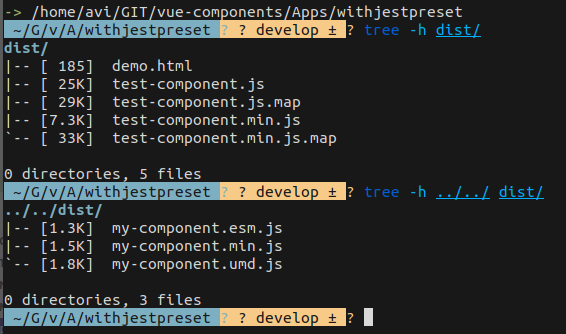 -> /home/avi/GIT/vue-components/Apps/withjestpreset
~/G/v/A/withjestpreset ? ? develop ± ? tree -h dist/
dist/
|-- [ 185]  demo.html
|-- [ 25K]  test-component.js
|-- [ 29K]  test-component.js.map
|-- [7.3K]  test-component.min.js
`-- [ 33K]  test-component.min.js.map
0 directories, 5 files
~/G/v/A/withjestpreset ? ? develop ± ? tree -h ../../ dist/
../../dist/
|-- [1.3K]  my-component.esm.js
|-- [1.5K]  my-component.min.js
`-- [1.8K]  my-component.umd.js
0 directories, 3 files
~/G/v/A/withjestpreset ? ? develop ± ?